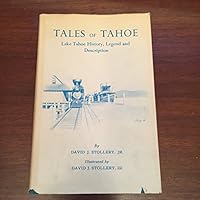 TALES OF TAHOE
Lake Tahoe History, Legend and
Description
By
DAVID J. STOLLERY, JR.
Illustrated by
DAVID J. STOLLERY, III